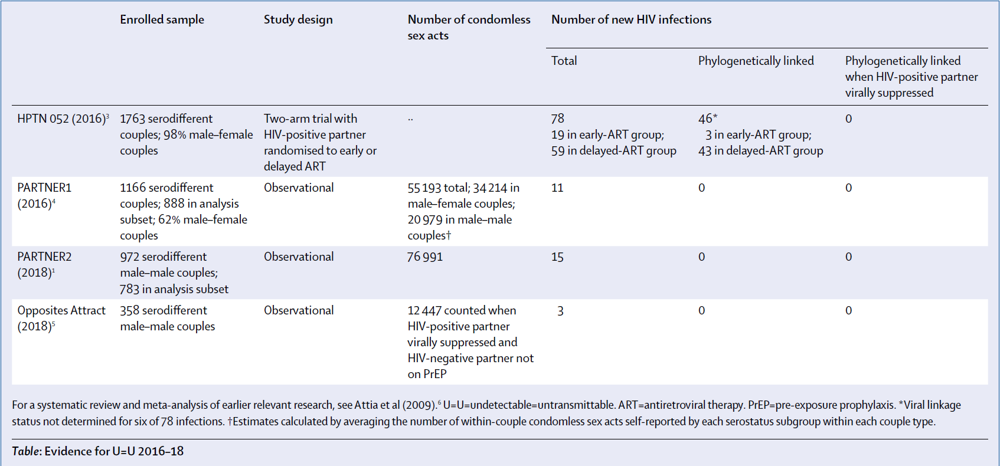 Enrolled sample
Study design
Number of condomless
sex acts
Number of new HIV infections
Total
Phylogenetically linked
Phylogenetically linked
when HIV-positive partner
virally suppressed
HPTN 052 (2016)3
1763 serodifferent
couples; 98% male–female
couples
Two-arm trial with
HIV-positive partner
randomised to early or
delayed ART
··
78
19 in early-ART group;
59 in delayed-ART group
46*
3 in early-ART group;
43 in delayed-ART group
0
PARTNER1
(2016)4
1166 serodifferent
couples; 888 in analysis
subset; 62% male–female
couples
Observational
55 193 total; 34 214 in
male–female couples;
20 979 in male–male
couples†
11
0
0
PARTNER2
(2018)1
972 serodifferent
male–male couples;
783 in analysis subset
Observational
76 991
15
0
0
Opposites Attract
(2018)5
358 serodifferent
male–male couples
Observational
12 447 counted when
HIV-positive partner
virally suppressed and
HIV-negative partner not
on PrEP
3
0
0
For a systematic review and meta-analysis of earlier relevant research, see Attia et al (2009).6 U=U=undetectable=untransmittable. ART=antiretroviral therapy. PrEP=pre-exposure prophylaxis. *Viral linkage
status not determined for six of 78 infections. †Estimates calculated by averaging the number of within-couple condomless sex acts self-reported by each serostatus subgroup within each couple type.
Table: Evidence for U=U 2016–18